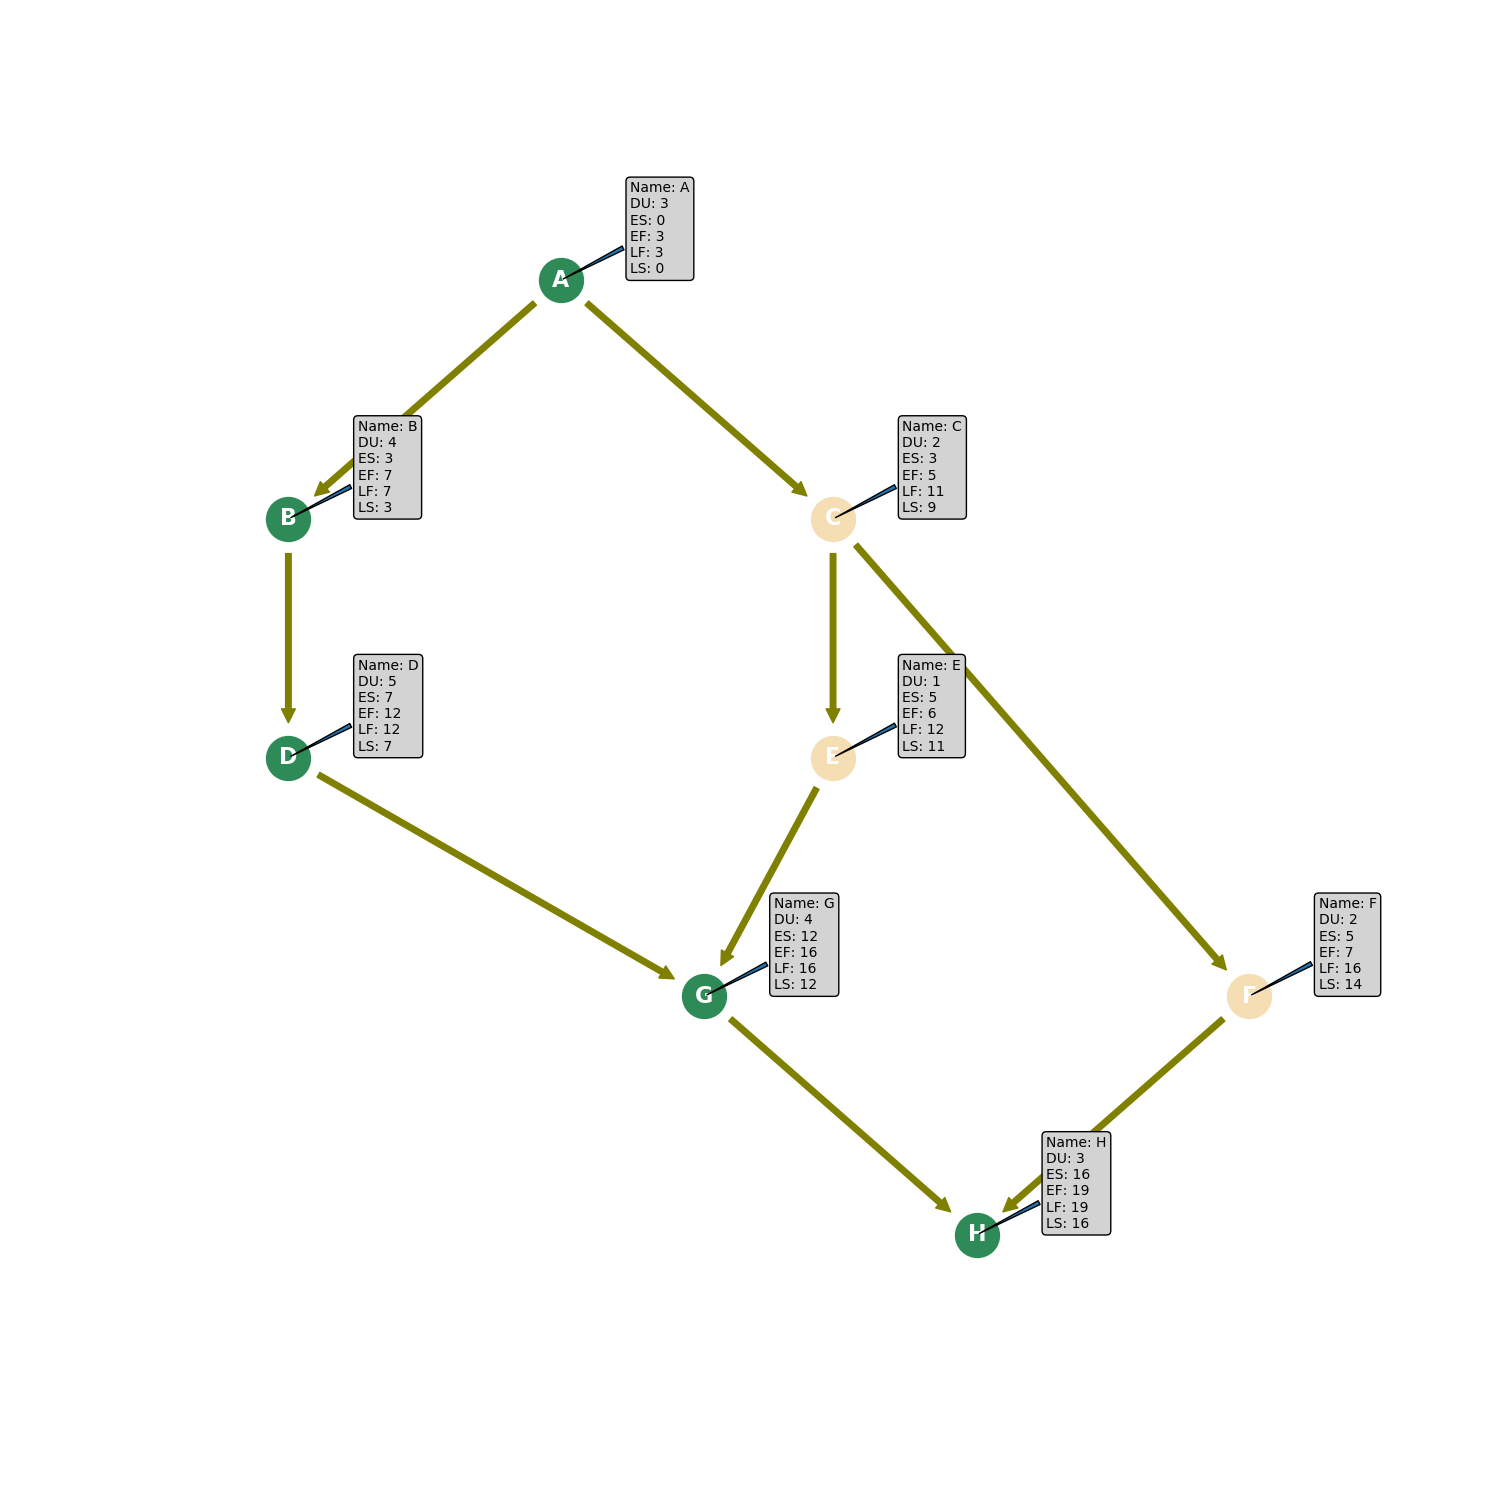 Name: A
DU: 3
ES: 0
EF: 3
LF: 3
LS: 0
A
Name: B
DU: 4
ES: 3
EF: 7
LF: 7
LS: 3
B
Name: C
DU: 2
ES: 3
EF: 5
LF: 11
LS: 9
C
Name: D
DU: 5
ES: 7
EF: 12
LF: 12
LS: 7
D
Name: E
DU: 1
ES: 5
EF: 6
LF: 12
LS: 11
E
Name: G
DU: 4
ES: 12
EF: 16
LF: 16
LS: 12
G
Name: F
DU: 2
ES: 5
EF: 7
LF: 16
LS: 14
F
Name: H
DU: 3
ES: 16
EF: 19
LF: 19
LS: 16
H